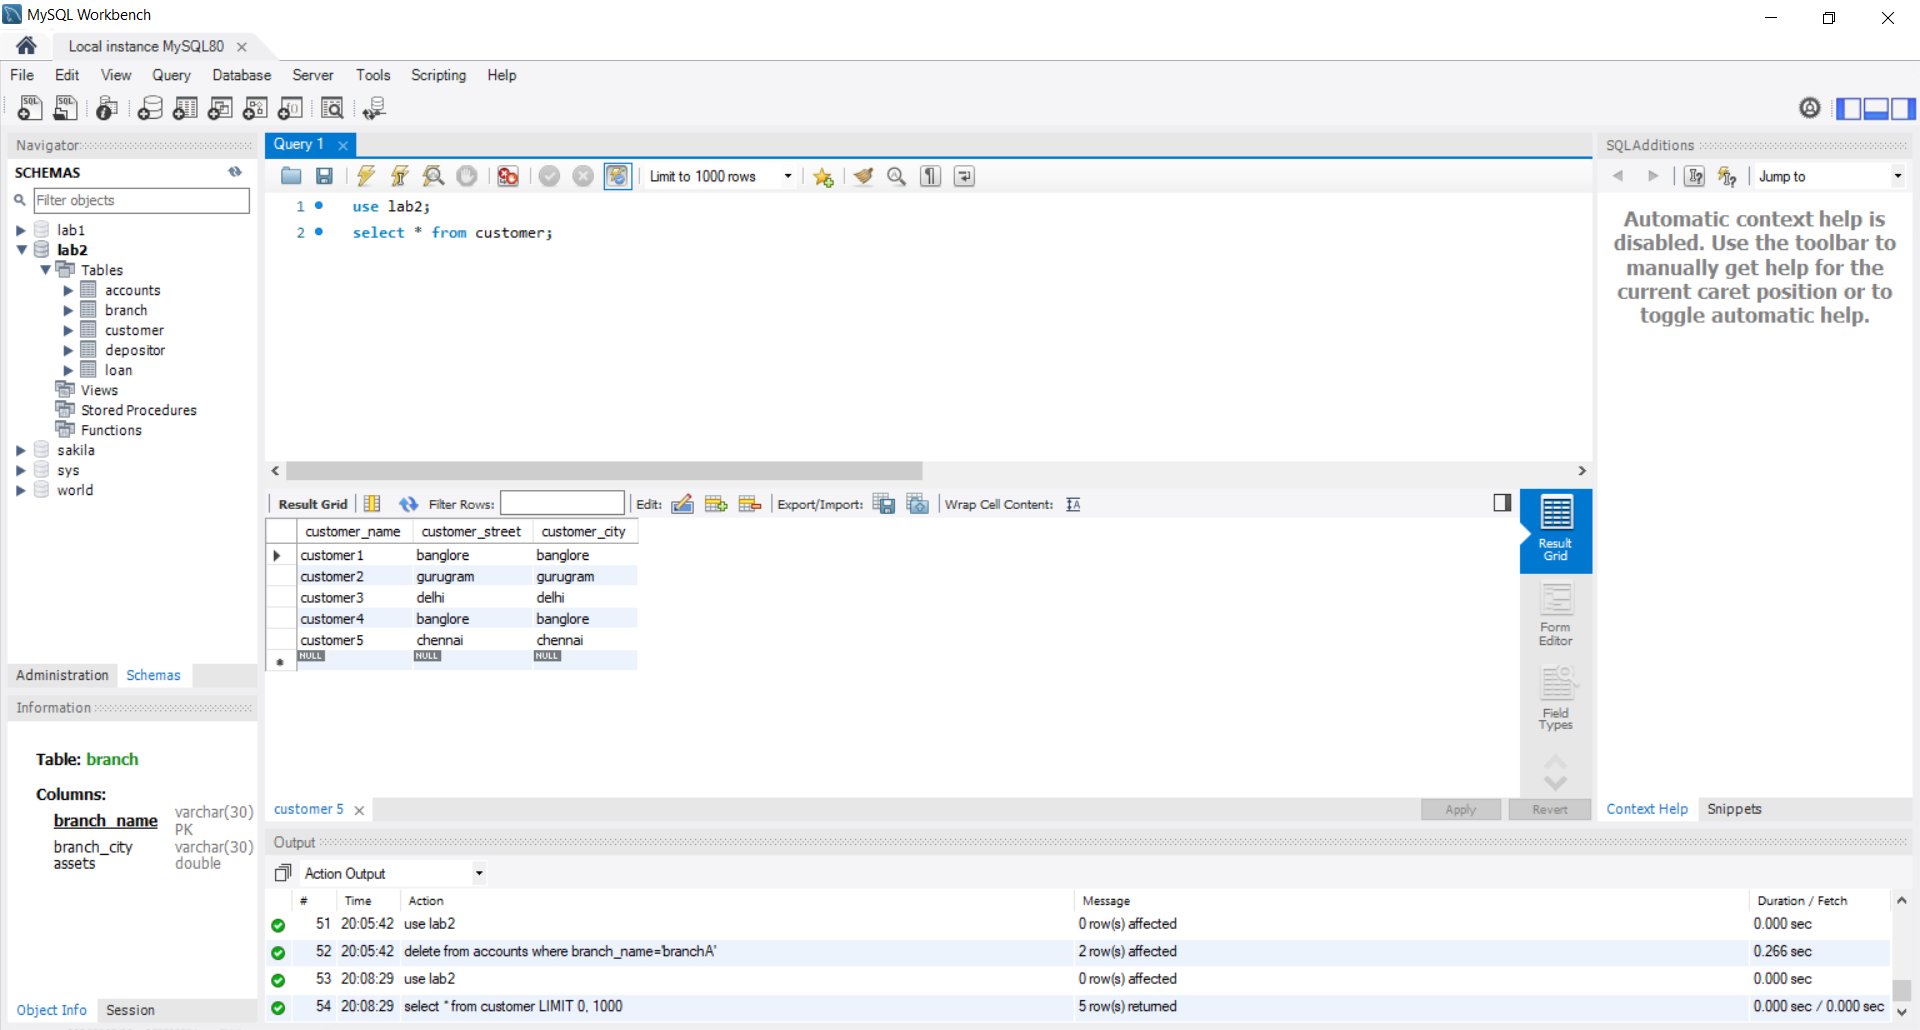 MySQL Workbench
Local instance MySQL80
File Edit View Query Database Server Tools Scripting Help
Navigator
SCHEMAS
Filter objects
lab1
lab2
Tables
accounts
branch
customer
depositor
loan
Views
Stored Procedures
Functions
sakila
sys
world
Administration Schemas
Information
Table: branch
Columns:
branch_name varchar(30) PK
branch_city varchar(30)
assets double
Object Info Session
Query 1
Limit to 1000 rows
1 use lab2;
2 select * from customer;
Result Grid Filter Rows: Edit: Export/Import: Wrap Cell Content:
customer_name customer_street customer_city
customer1 banglore banglore
customer2 gurugram gurugram
customer3 delhi delhi
customer4 banglore banglore
customer5 chennai chennai
NULL NULL NULL
Result Grid
Form Editor
Field Types
customer 5
Apply Revert
Output
Action Output
# Time Action Message Duration / Fetch
51 20:05:42 use lab2 0 row(s) affected 0.000 sec
52 20:05:42 delete from accounts where branch_name='branchA' 2 row(s) affected 0.266 sec
53 20:08:29 use lab2 0 row(s) affected 0.000 sec
54 20:08:29 select * from customer LIMIT 0, 1000 5 row(s) returned 0.000 sec / 0.000 sec
SQLAdditions
Jump to
Automatic context help is
disabled. Use the toolbar to
manually get help for the
current caret position or to
toggle automatic help.
Context Help Snippets